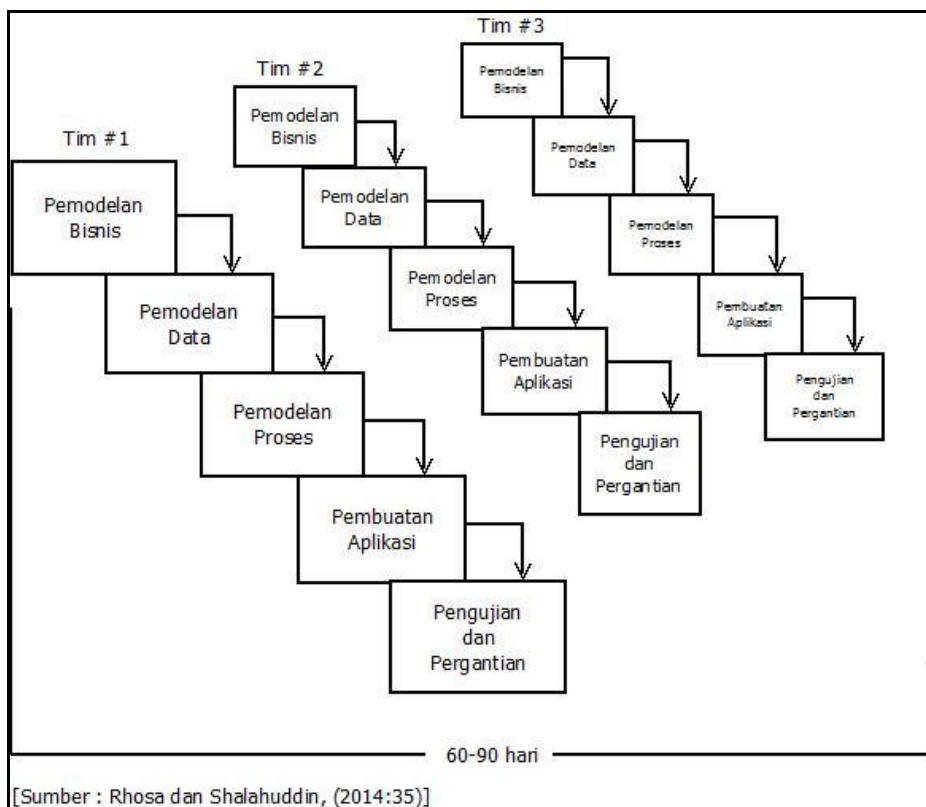 Tim #1
Pemodelan
Bisnis
Pemodelan
Data
Pemodelan
Proses
Pembuatan
Aplikasi
Pengujian
dan
Pergantian
Tim #2
Pemodelan
Bisnis
Pemodelan
Data
Pemodelan
Proses
Pembuatan
Aplikasi
Pengujian
dan
Pergantian
Tim #3
Pemodelan
Bisnis
Pemodelan
Data
Pemodelan
Proses
Pembuatan
Aplikasi
Pengujian
dan
Pergantian
60-90 hari
[Sumber : Rhosa dan Shalahuddin, (2014:35)]